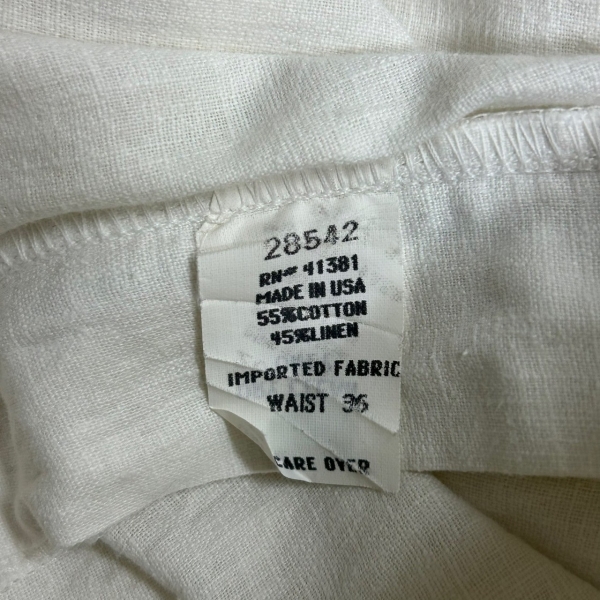 28542
RN# 41381
MADE IN USA
55%COTTON
45%LINEN
IMPORTED FABRIC
WAIST 36
CARE OVER